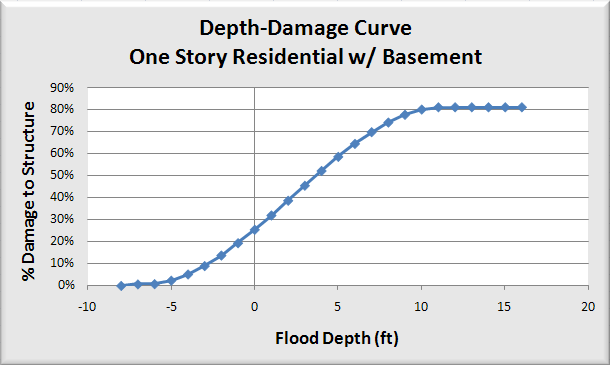 Depth-Damage Curve
One Story Residential w/ Basement
% Damage to Structure
90%
80%
70%
60%
50%
40%
30%
20%
10%
0%
-10 -5 0 5 10 15 20
Flood Depth (ft)